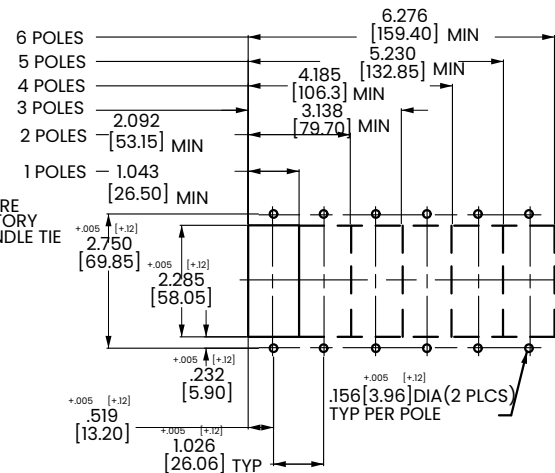 6 POLES
6.276
[159.40] MIN
5 POLES
5.230
[132.85] MIN
4 POLES
4.185
[106.3] MIN
3 POLES
3.138
[79.70] MIN
2 POLES
2.092
[53.15] MIN
1 POLES
1.043
[26.50] MIN
RE
TORY
NDLE TIE
+.005 [+.12]
2.750
[69.85]
+.005 [+.12]
2.285
[58.05]
+.005 [+.12]
.232
[5.90]
+.005 [+.12]
.156[3.96]DIA(2 PLCS)
TYP PER POLE
+.005 [+.12]
.519
[13.20]
+.005 [+.12]
1.026
[26.06] TYP